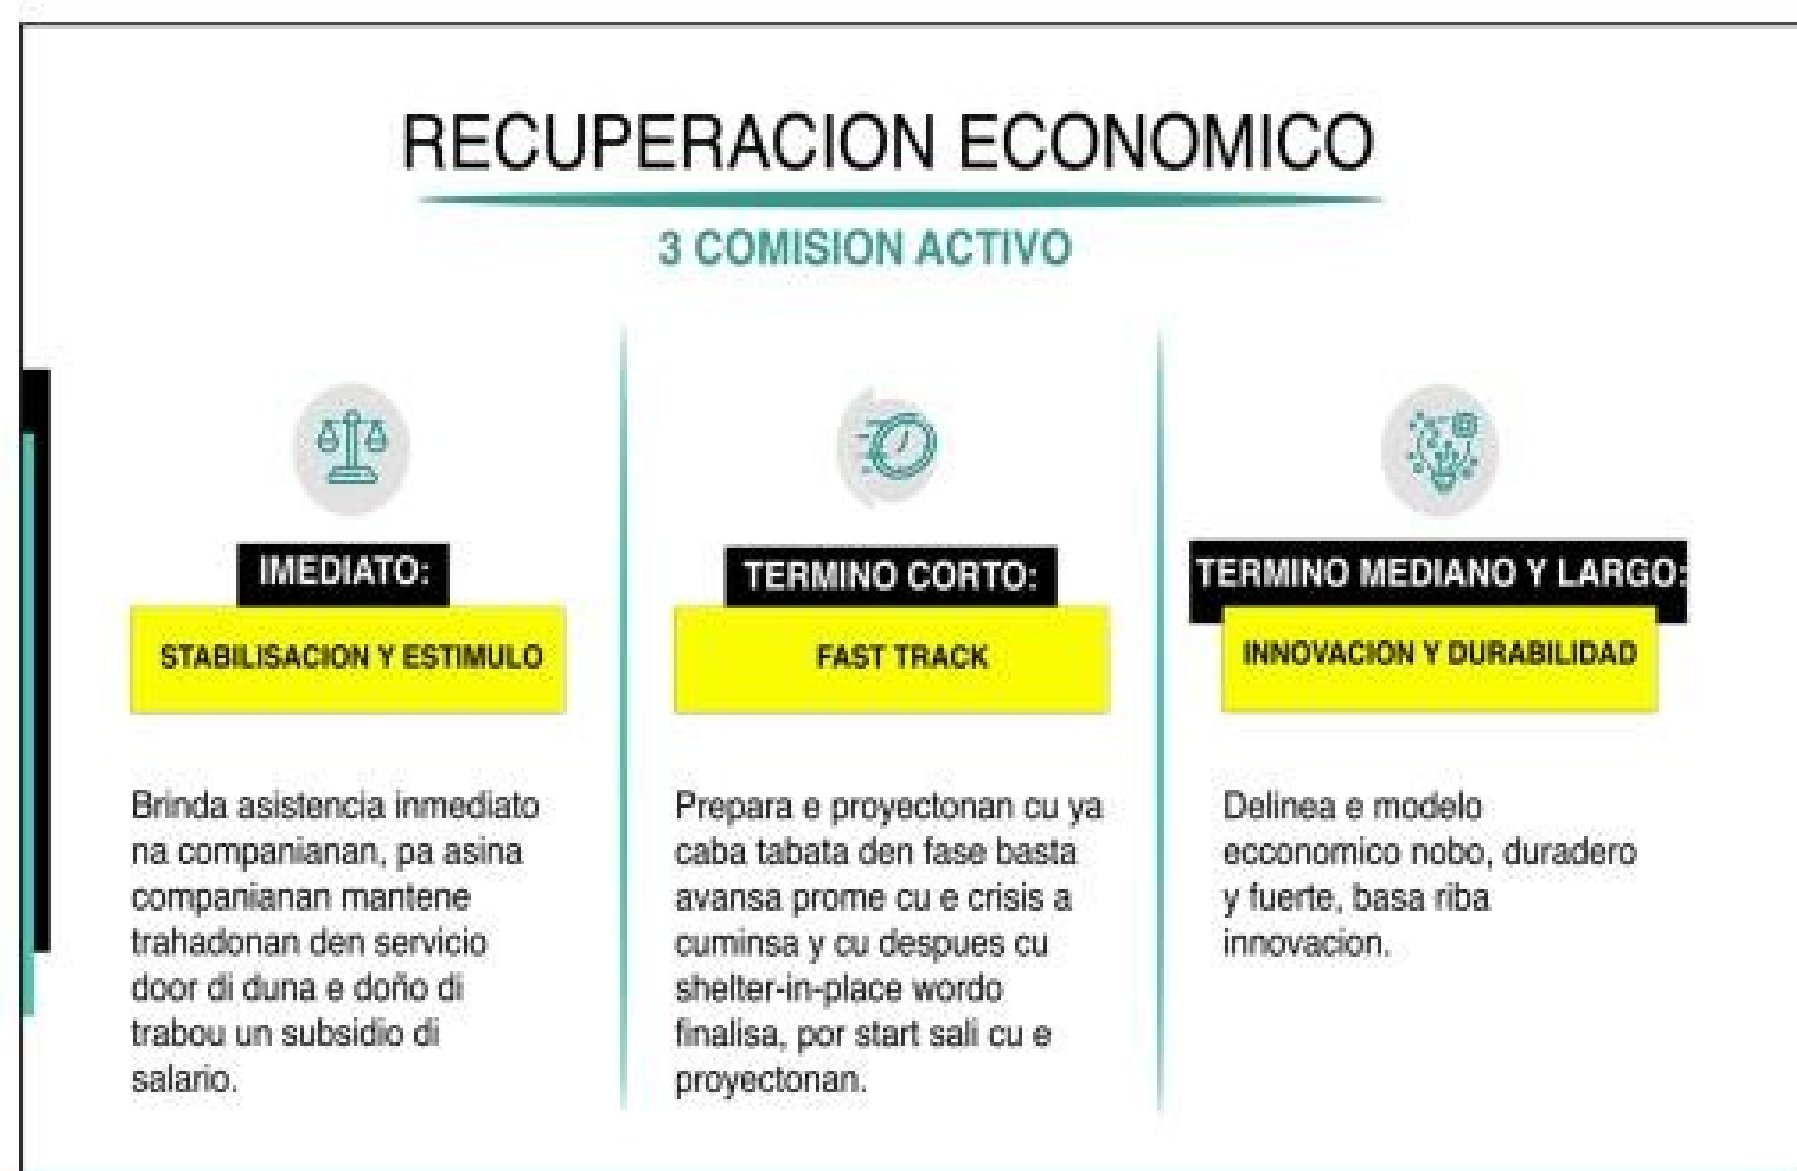 RECUPERACION ECONOMICO
3 COMISION ACTIVO
IMEDIATO:
STABILISACION Y ESTIMULO
Brinda asistencia inmediato
na companianan, pa asina
companianan mantene
trahadonan den servicio
door di duna e doño di
trabou un subsidio di
salario.
TERMINO CORTO:
FAST TRACK
Prepara e proyectonan cu ya
caba tabata den fase basta
avansa prome cu e crisis a
cuminsa y cu despues cu
shelter-in-place wordo
finalisa, por start sali cu e
proyectonan.
TERMINO MEDIANO Y LARGO:
INNOVACION Y DURABILIDAD
Delinea e modelo
ecconomico nobo, duradero
y fuerte, basa riba
innovacion.